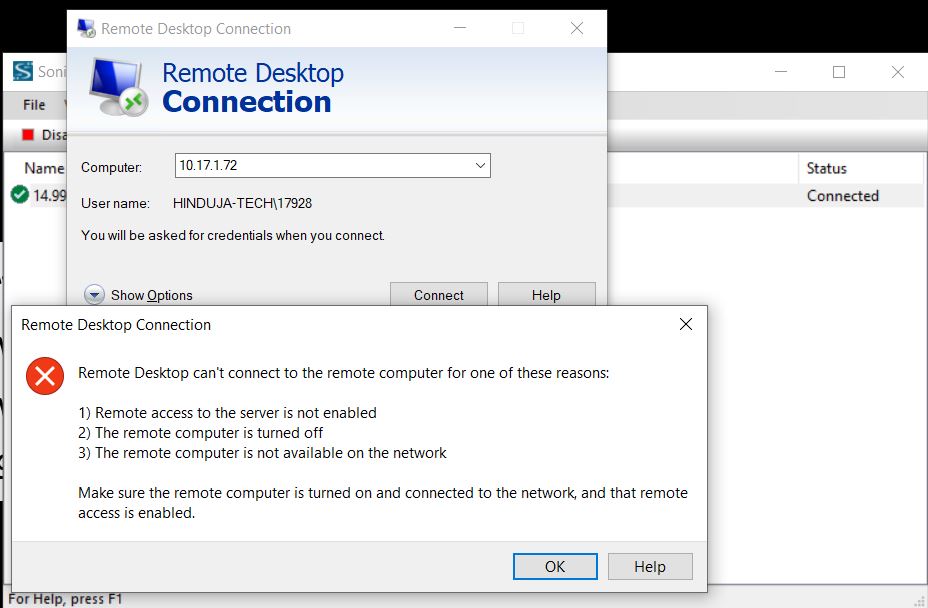 Remote Desktop Connection
Soni
Remote Desktop
Connection
File
Disa
Computer: 10.17.1.72
Name
Status
14.99
Connected
User name: HINDUJA-TECH\17928
You will be asked for credentials when you connect.
Show Options
Connect
Help
Remote Desktop Connection
Remote Desktop can't connect to the remote computer for one of these reasons:
1) Remote access to the server is not enabled
2) The remote computer is turned off
3) The remote computer is not available on the network
Make sure the remote computer is turned on and connected to the network, and that remote
access is enabled.
OK
Help
For Help, press F1